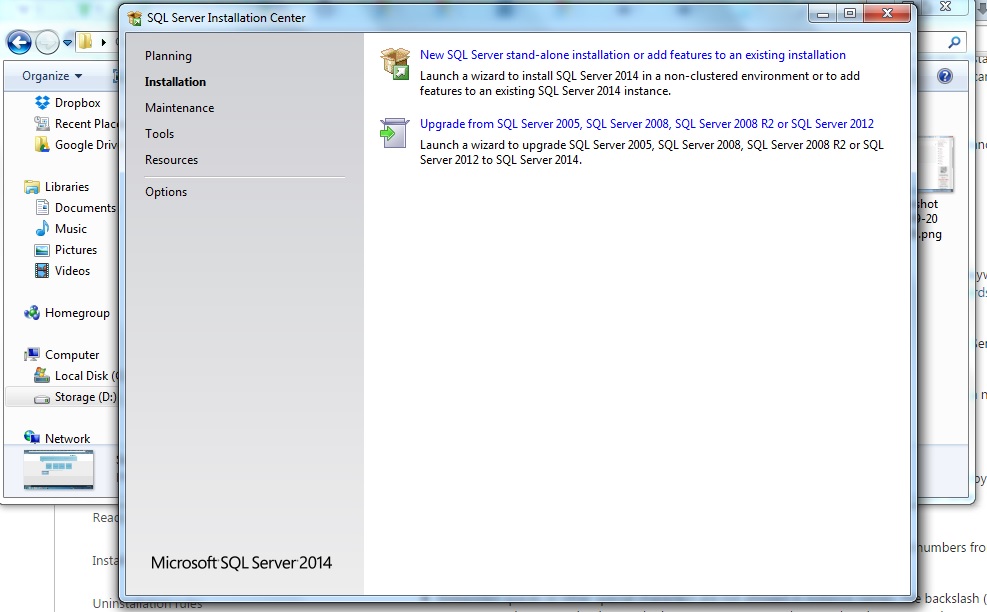 SQL Server Installation Center
Planning
Installation
Maintenance
Tools
Resources
Options
New SQL Server stand-alone installation or add features to an existing installation
Launch a wizard to install SQL Server 2014 in a non-clustered environment or to add
features to an existing SQL Server 2014 instance.
Upgrade from SQL Server 2005, SQL Server 2008, SQL Server 2008 R2 or SQL Server 2012
Launch a wizard to upgrade SQL Server 2005, SQL Server 2008, SQL Server 2008 R2 or SQL
Server 2012 to SQL Server 2014.
Microsoft SQL Server 2014
Organize
Dropbox
Recent Plac
Google Driv
Libraries
Documents
Music
Pictures
Videos
Homegroup
Computer
Local Disk (
Storage (D:)
Network
shot
-20
.png
Read
Insta
Uninstallation rules
numbers fro
backslash (